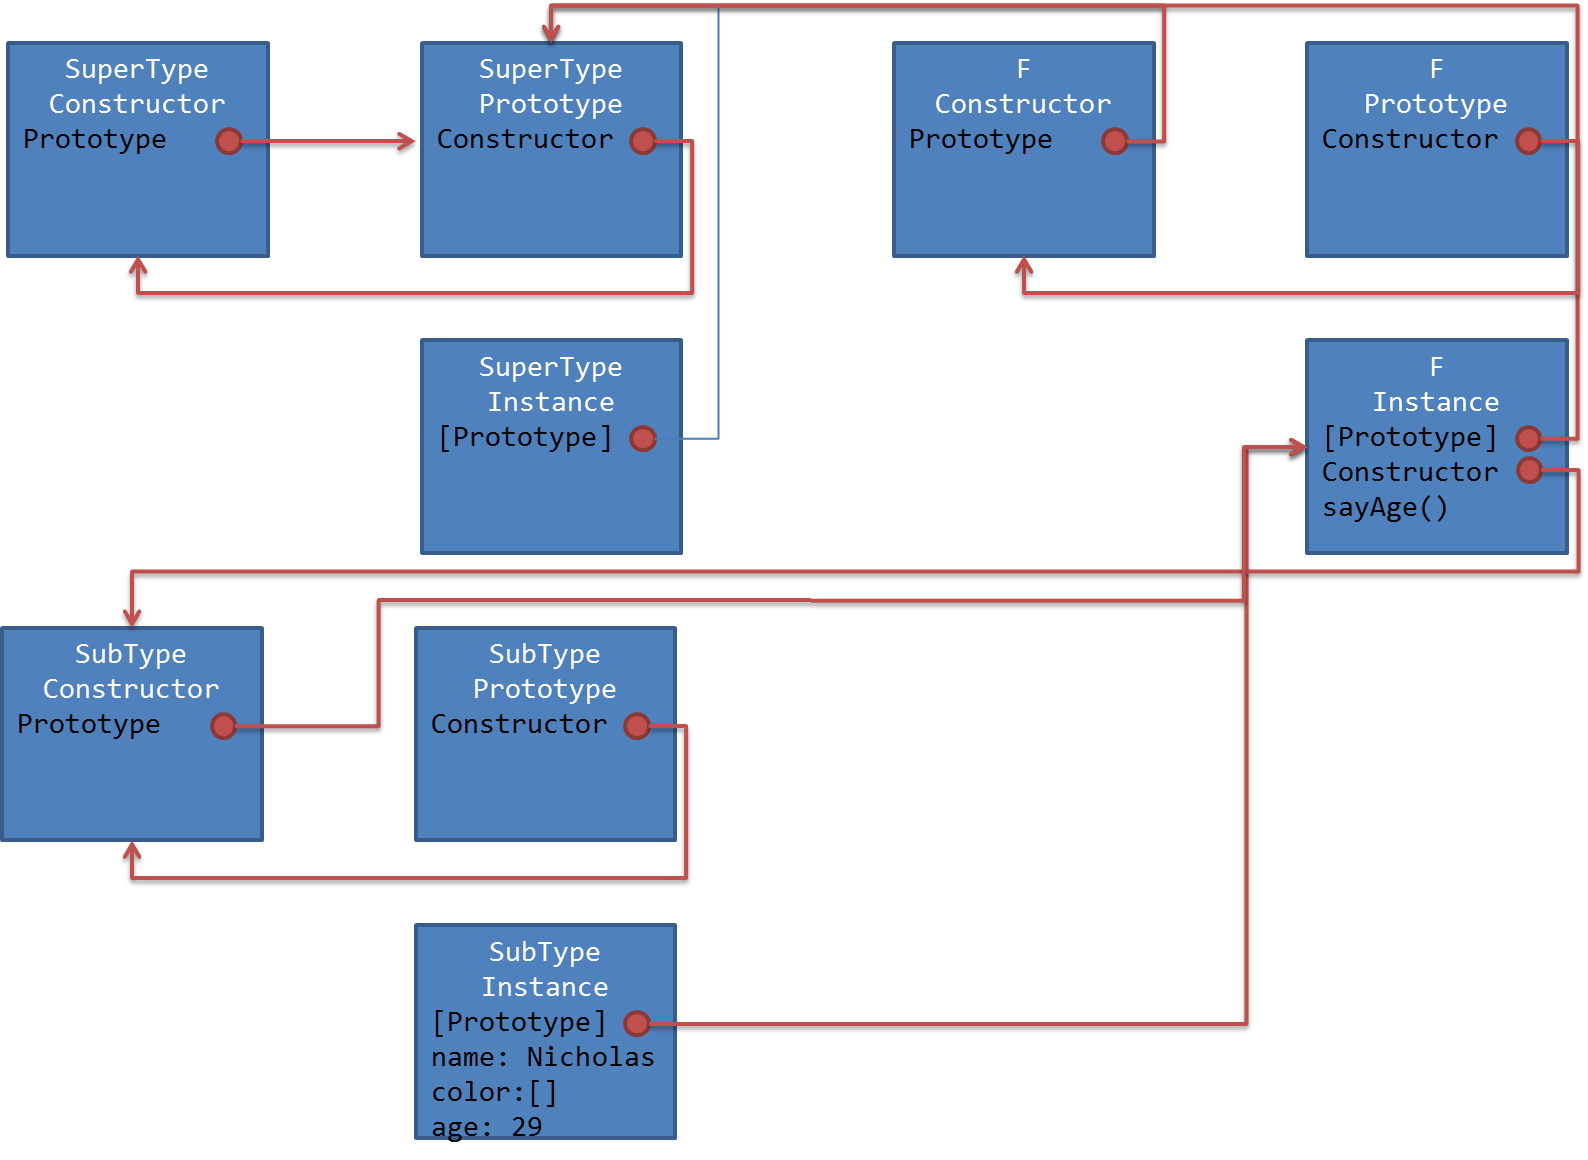 SuperType
Constructor
Prototype
SuperType
Prototype
Constructor
F
Constructor
Prototype
F
Prototype
Constructor
SuperType
Instance
[Prototype]
F
Instance
[Prototype]
Constructor
sayAge()
SubType
Constructor
Prototype
SubType
Prototype
Constructor
SubType
Instance
[Prototype]
name: Nicholas
color:[]
age: 29